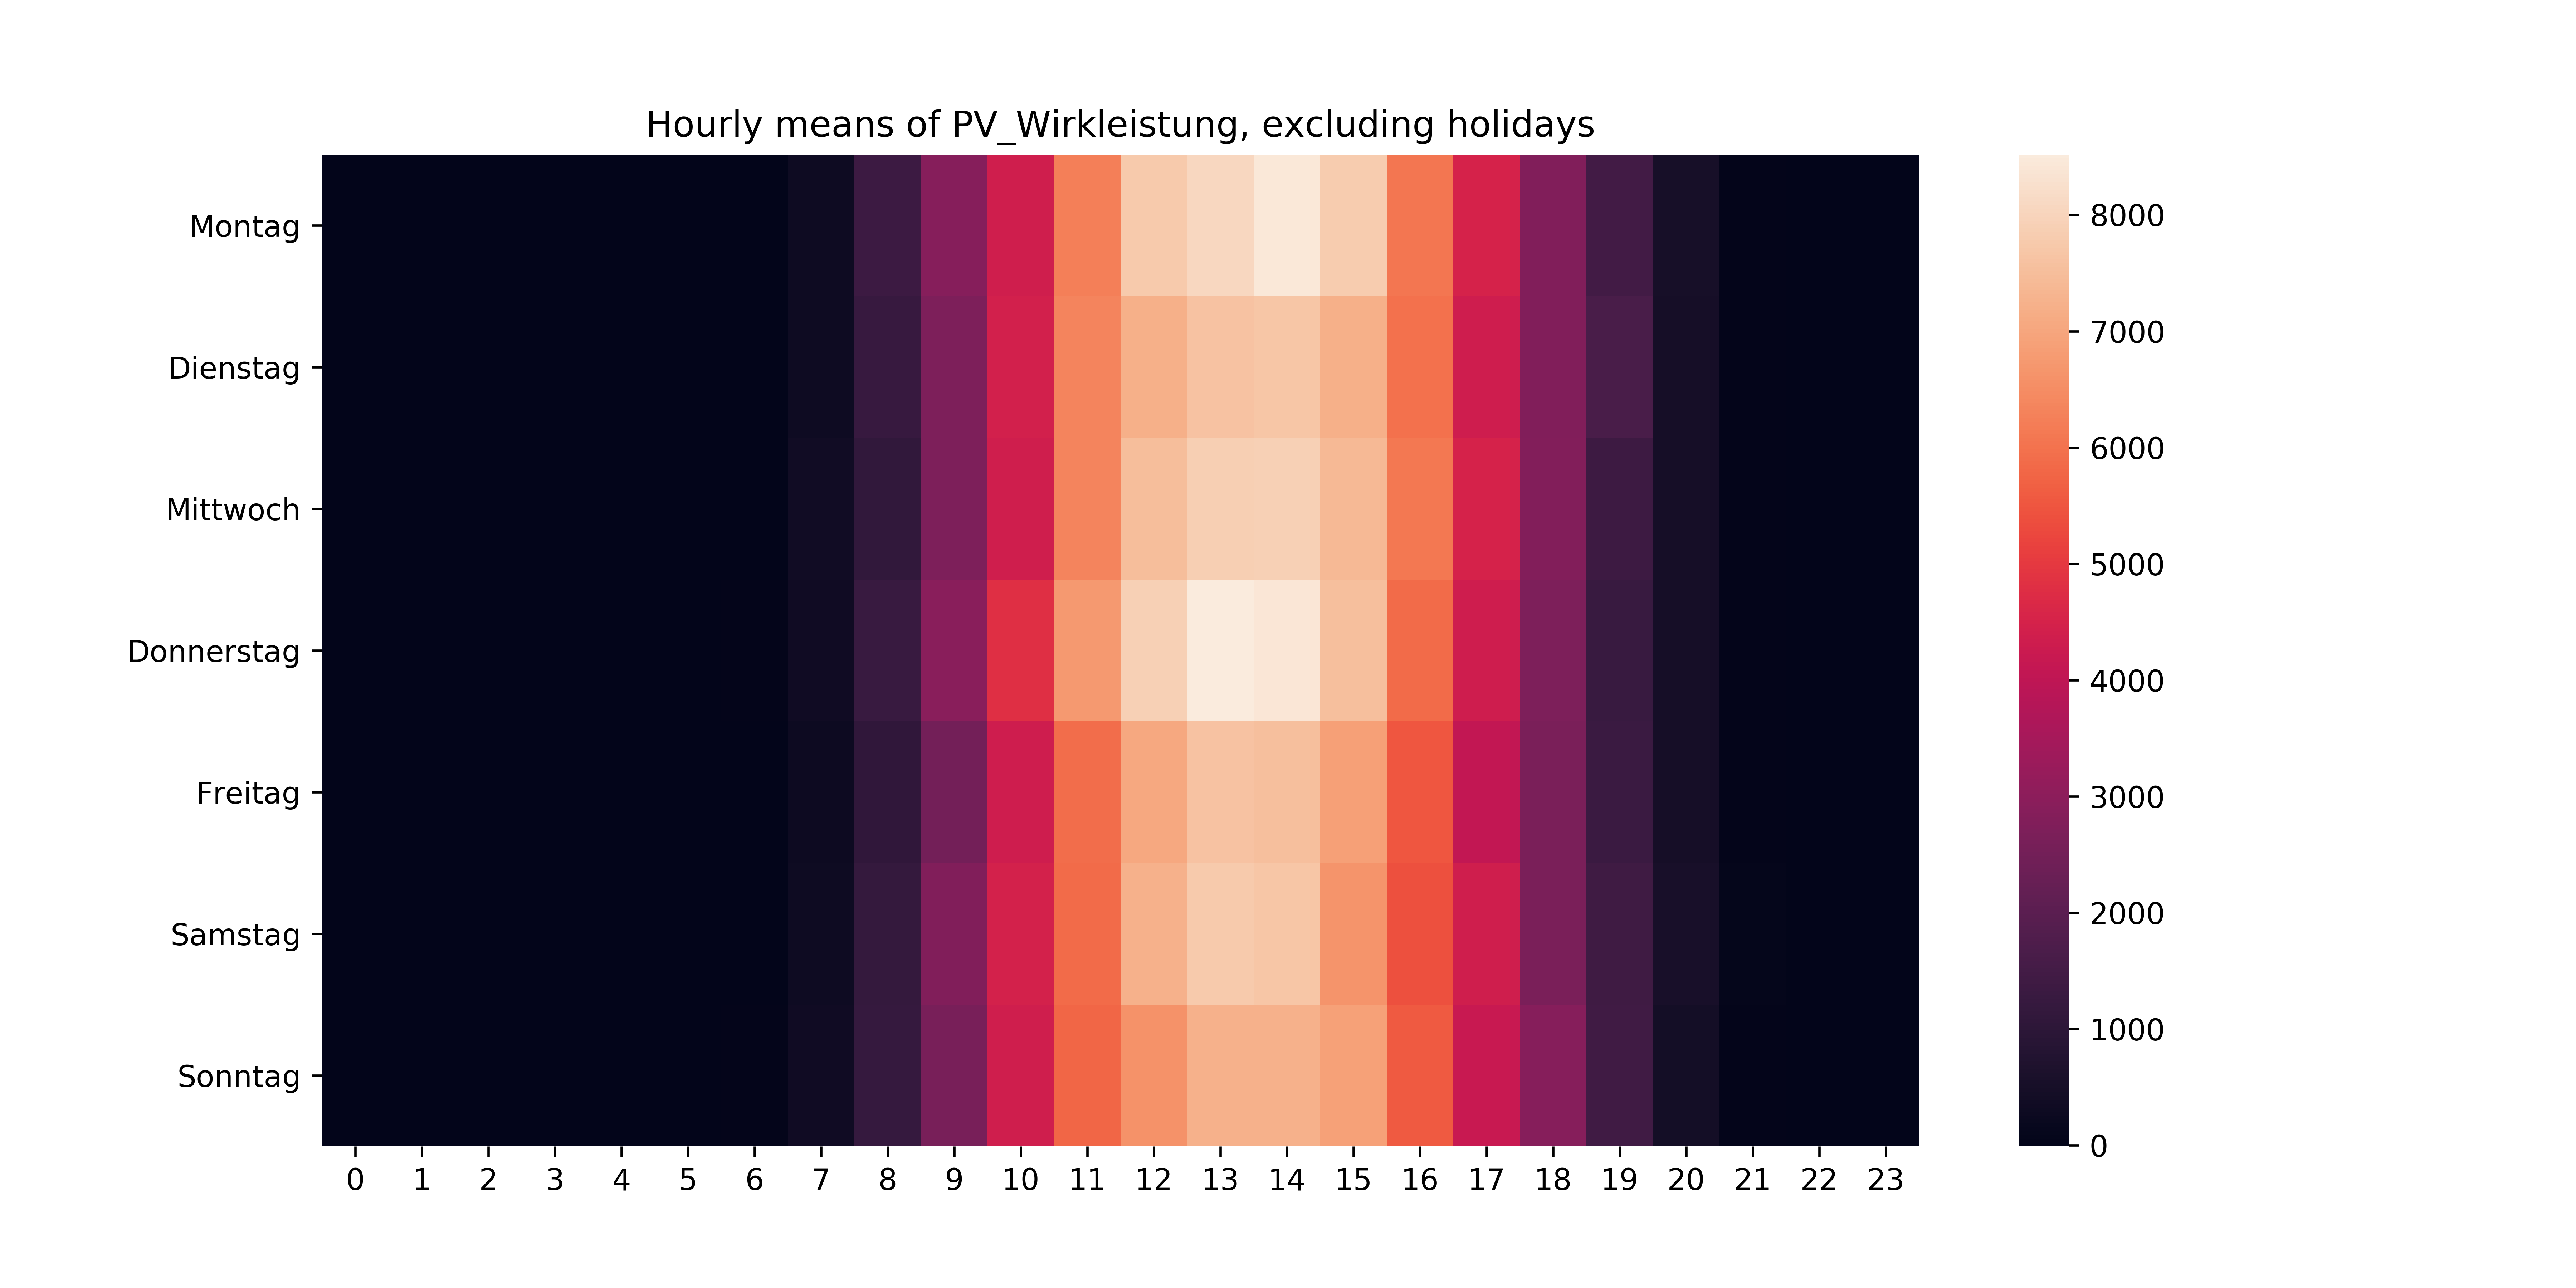 Hourly means of PV_Wirkleistung, excluding holidays
Montag
Dienstag
Mittwoch
Donnerstag
Freitag
Samstag
Sonntag
0 1 2 3 4 5 6 7 8 9 10 11 12 13 14 15 16 17 18 19 20 21 22 23
8000
7000
6000
5000
4000
3000
2000
1000
0